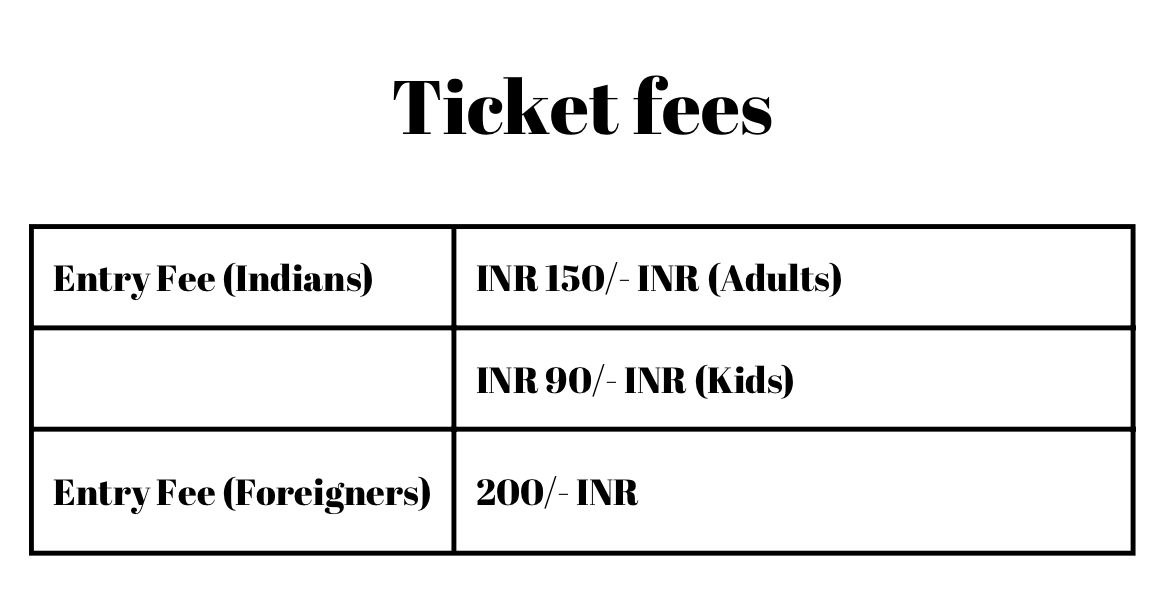 Ticket fees
Entry Fee (Indians)
INR 150/- INR (Adults)
INR 90/- INR (Kids)
Entry Fee (Foreigners)
200/- INR